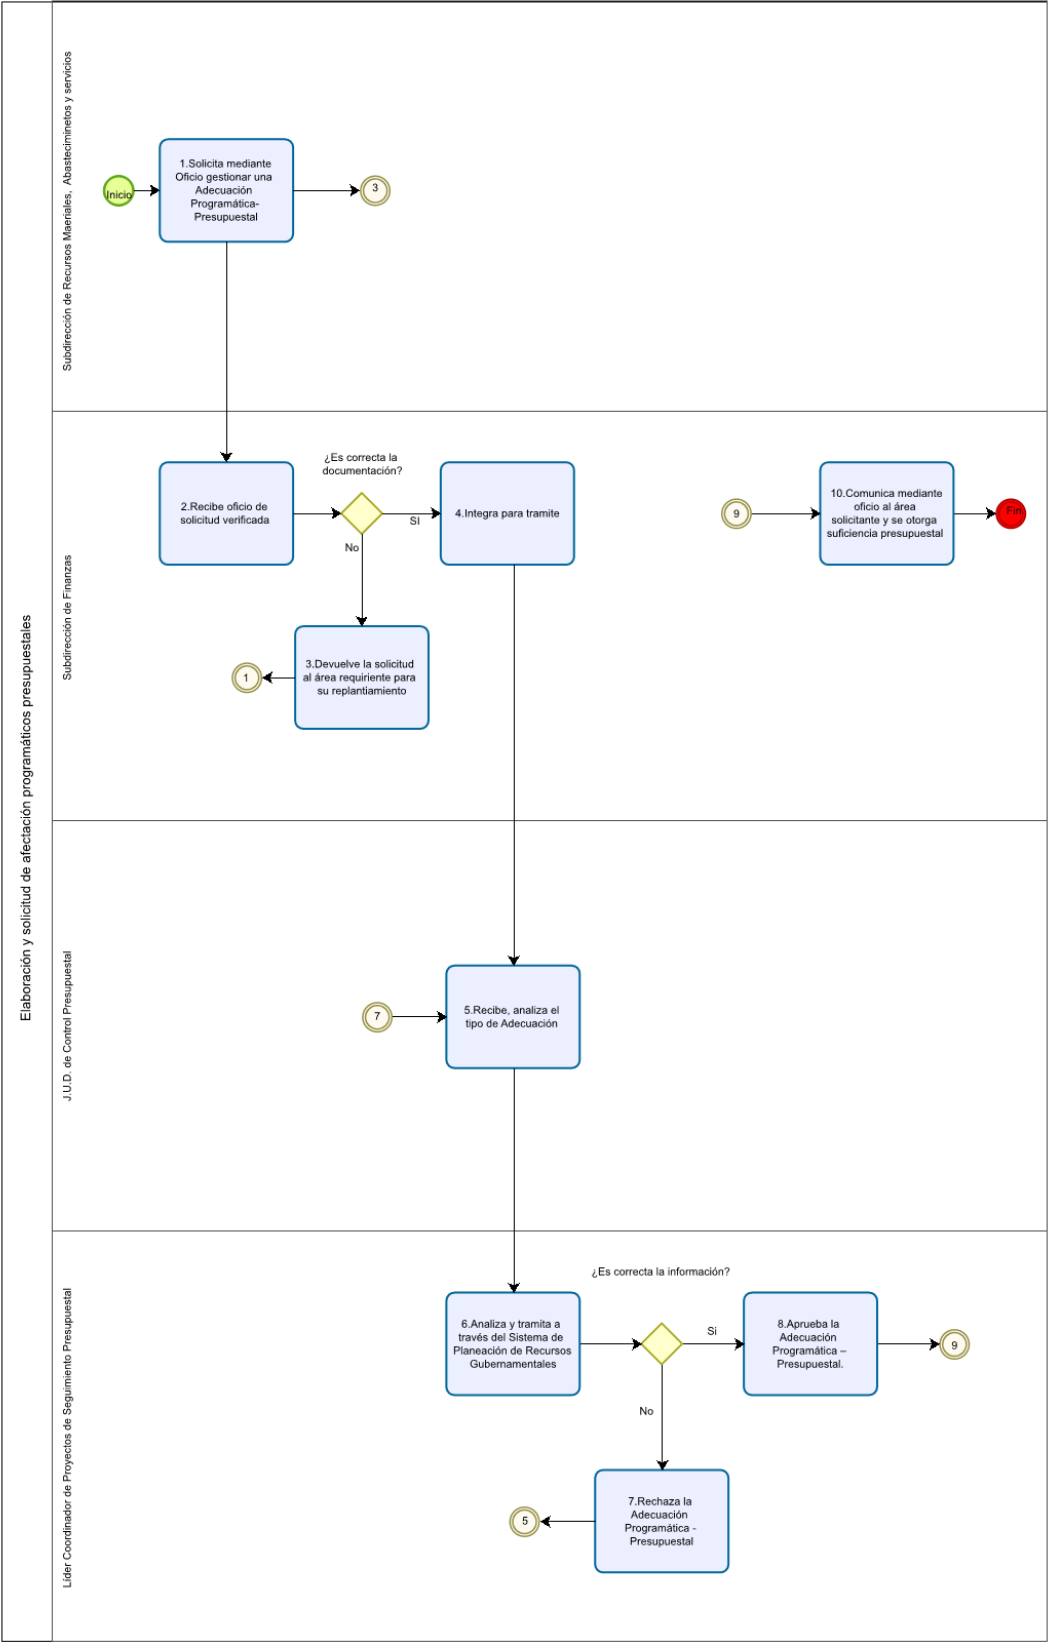 Elaboración y solicitud de afectación programáticos presupuestales
Subdirección de Recursos Maeriales, Abasteciminetos y servicios
Inicio
1.Solicita mediante
Oficio gestionar una
Adecuación
Programática-
Presupuestal
3
Subdirección de Finanzas
2.Recibe oficio de
solicitud verificada
¿Es correcta la
documentación?
SI
No
4.Integra para tramite
9
10.Comunica mediante
oficio al área
solicitante y se otorga
suficiencia presupuestal
Fin
1
3.Devuelve la solicitud
al área requiriente para
su replantiamiento
J.U.D. de Control Presupuestal
7
5.Recibe, analiza el
tipo de Adecuación
Líder Coordinador de Proyectos de Seguimiento Presupuestal
6.Analiza y tramita a
través del Sistema de
Planeación de Recursos
Gubernamentales
¿Es correcta la información?
Si
No
8.Aprueba la
Adecuación
Programática –
Presupuestal.
9
5
7.Rechaza la
Adecuación
Programática -
Presupuestal